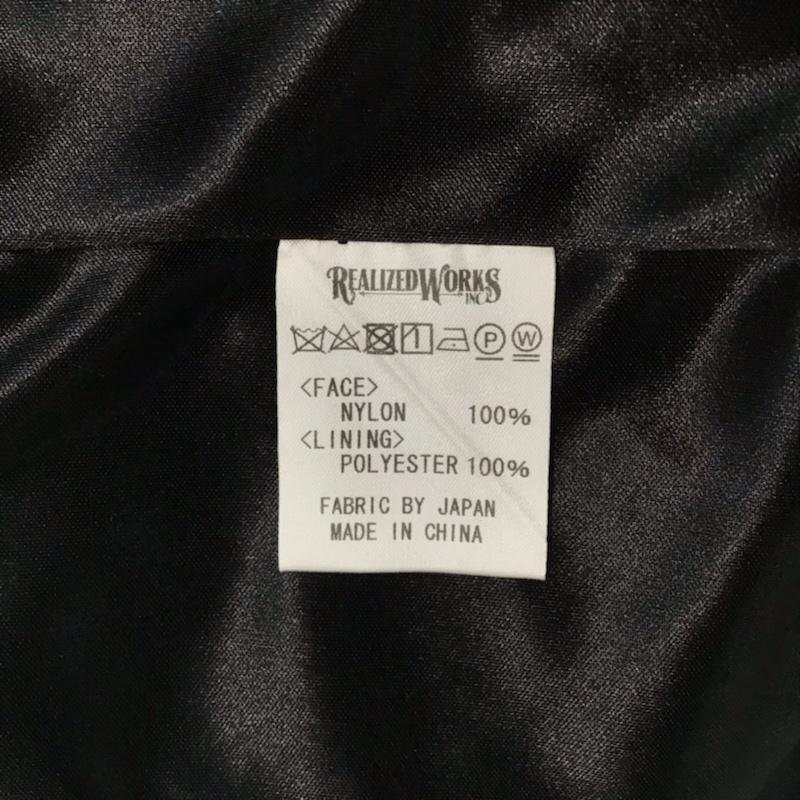 REALIZEDWORKS
INC
P W
<FACE>
NYLON 100%
<LINING>
POLYESTER 100%
FABRIC BY JAPAN
MADE IN CHINA